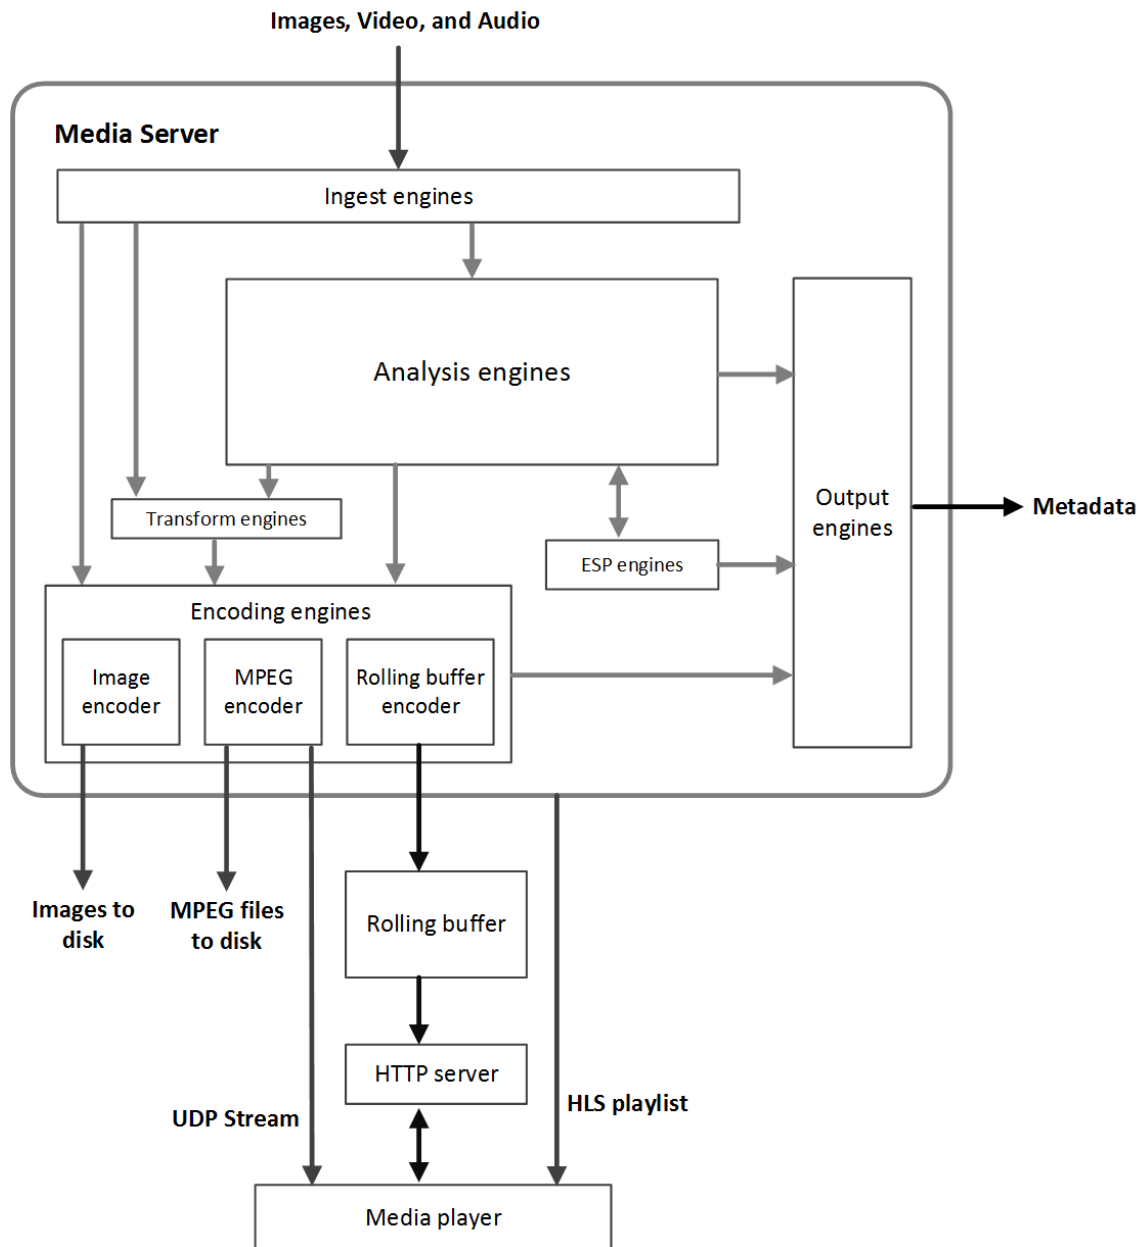 Images, Video, and Audio
Media Server
Ingest engines
Analysis engines
Output
engines
Metadata
Transform engines
ESP engines
Encoding engines
Image
encoder
MPEG
encoder
Rolling buffer
encoder
Images to
disk
MPEG files
to disk
Rolling buffer
HTTP server
UDP Stream
HLS playlist
Media player